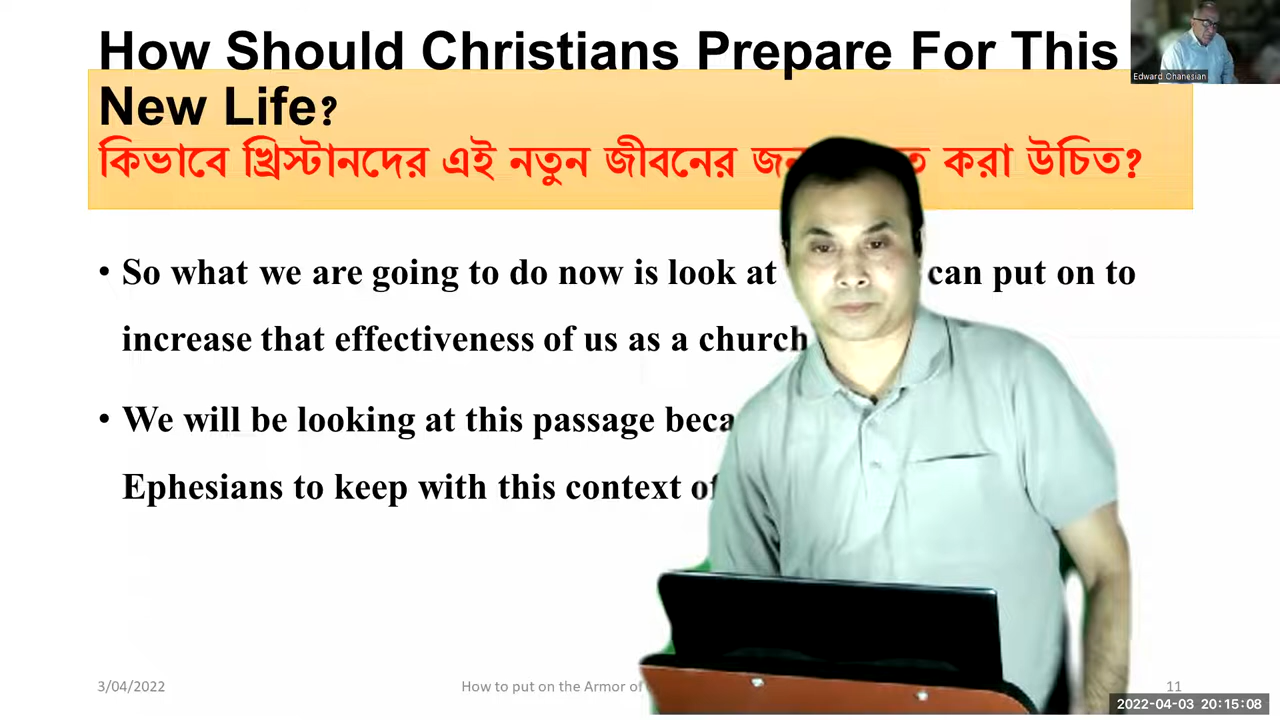 How Should Christians Prepare For This
New Life?
কিভাবে খ্রিস্টানদের এই নতুন জীবনের করা উচিত?
Edward Ohanesian
• So what we are going to do now is look at can put on to
increase that effectiveness of us as a church
• We will be looking at this passage
Ephesians to keep with this context
3/04/2022
How to put on the Armor of
11
2022-04-03 20:15:08